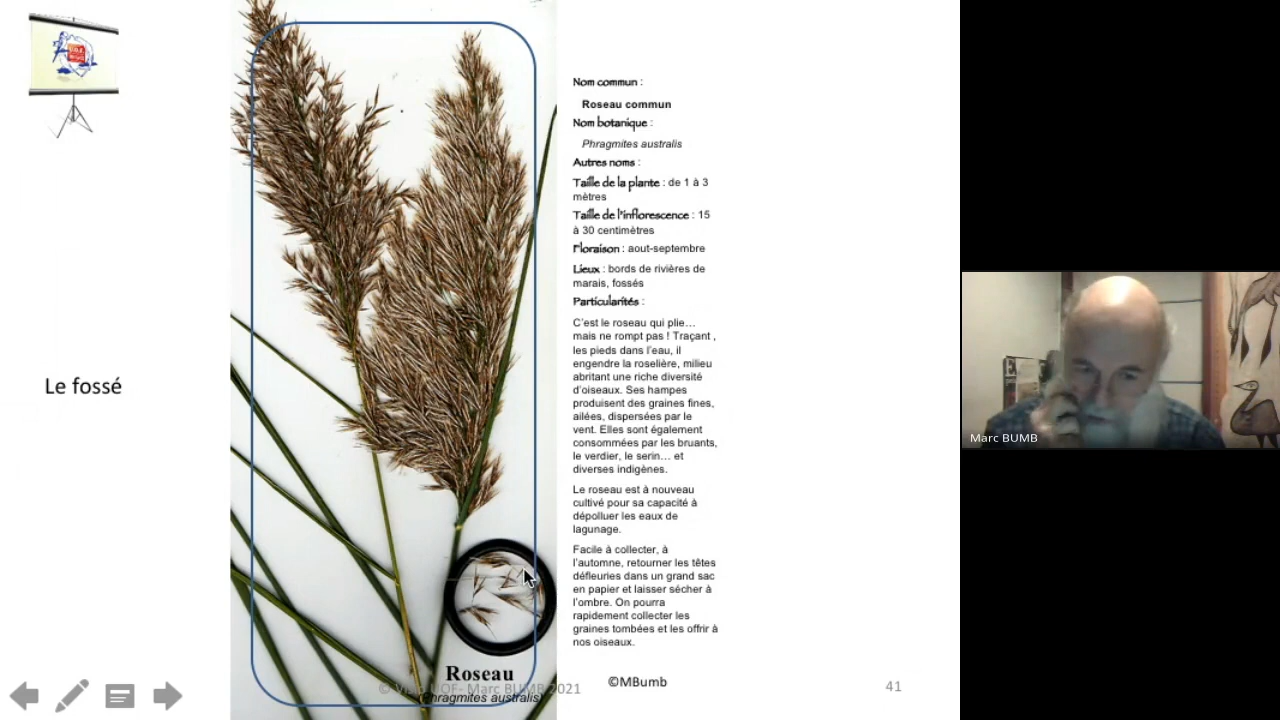 Le fossé
Nom commun :
Roseau commun
Nom botanique :
Phragmites australis
Autres noms :
Taille de la plante : de 1 à 3
mètres
Taille de l'inflorescence : 15
à 30 centimètres
Floraison : aout-septembre
Lieux : bords de rivières de
marais, fossés
Particularités :
C'est le roseau qui plie…
mais ne rompt pas ! Traçant ,
les pieds dans l'eau, il
engendre la roselière, milieu
abritant une riche diversité
d'oiseaux. Ses hampes
produisent des graines fines,
ailées, dispersées par le
vent. Elles sont également
consommées par les bruants,
le verdier, le serin… et
diverses indigènes.
Le roseau est à nouveau
cultivé pour sa capacité à
dépolluer les eaux de
lagunage.
Facile à collecter, à
l'automne, retourner les têtes
défleuries dans un grand sac
en papier et laisser sécher à
l'ombre. On pourra
rapidement collecter les
graines tombées et les offrir à
nos oiseaux.
Roseau
(Phragmites australis)
© Visio UOF- Marc BUMB 2021
©MBumb
41
Marc BUMB